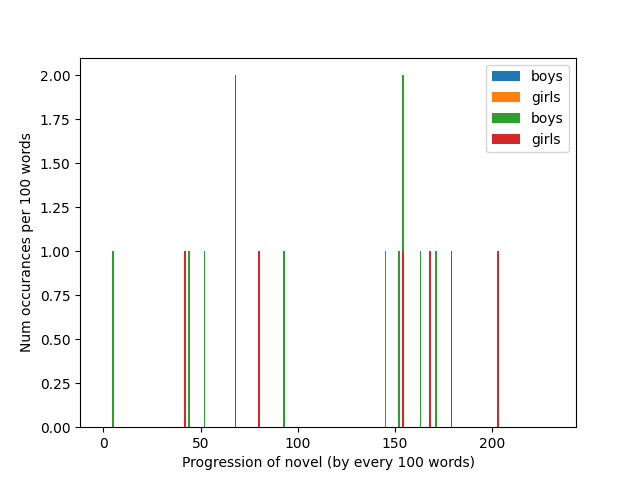 2.00
1.75
1.50
1.25
1.00
0.75
0.50
0.25
0.00
Num occurances per 100 words
boys
girls
boys
girls
0 50 100 150 200
Progression of novel (by every 100 words)